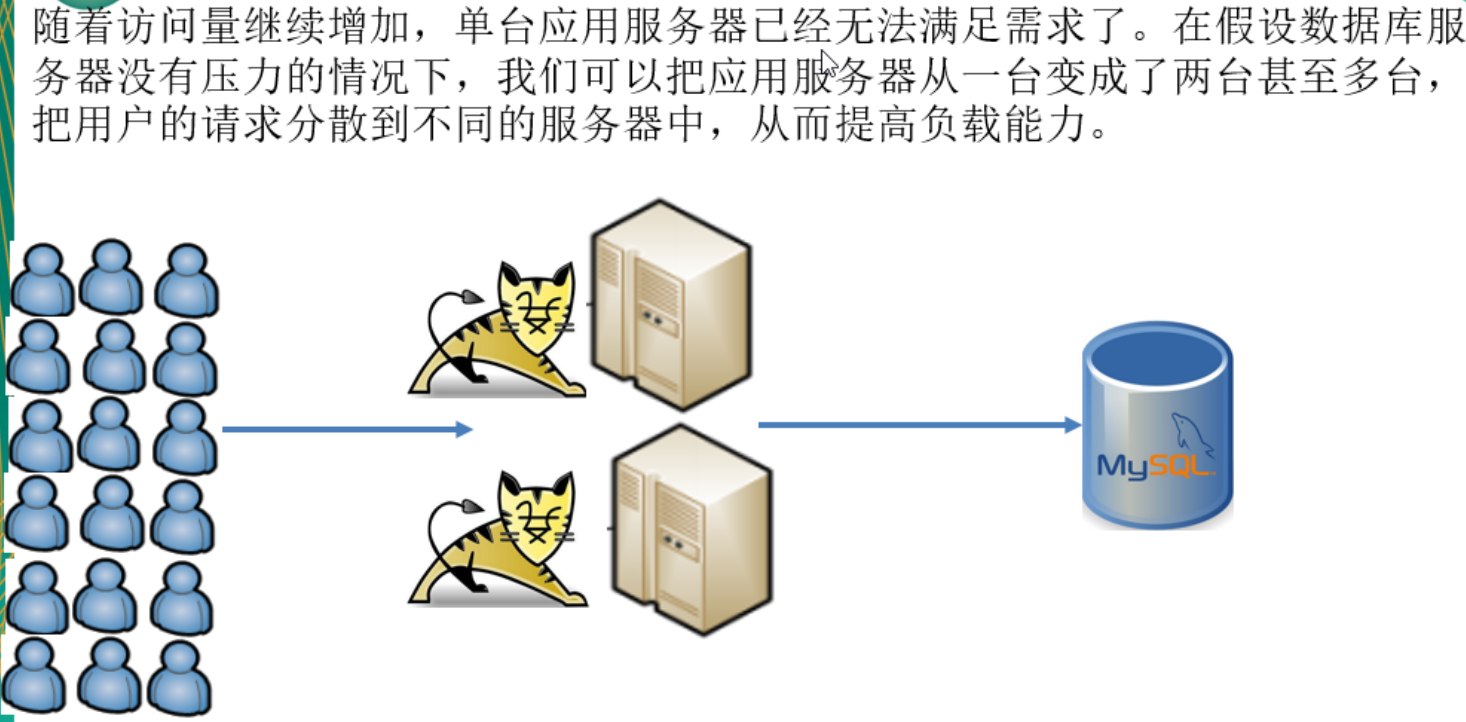 随着访问量继续增加，单台应用服务器已经无法满足需求了。在假设数据库服
务器没有压力的情况下，我们可以把应用服务器从一台变成了两台甚至多台，
把用户的请求分散到不同的服务器中，从而提高负载能力。
MySQL